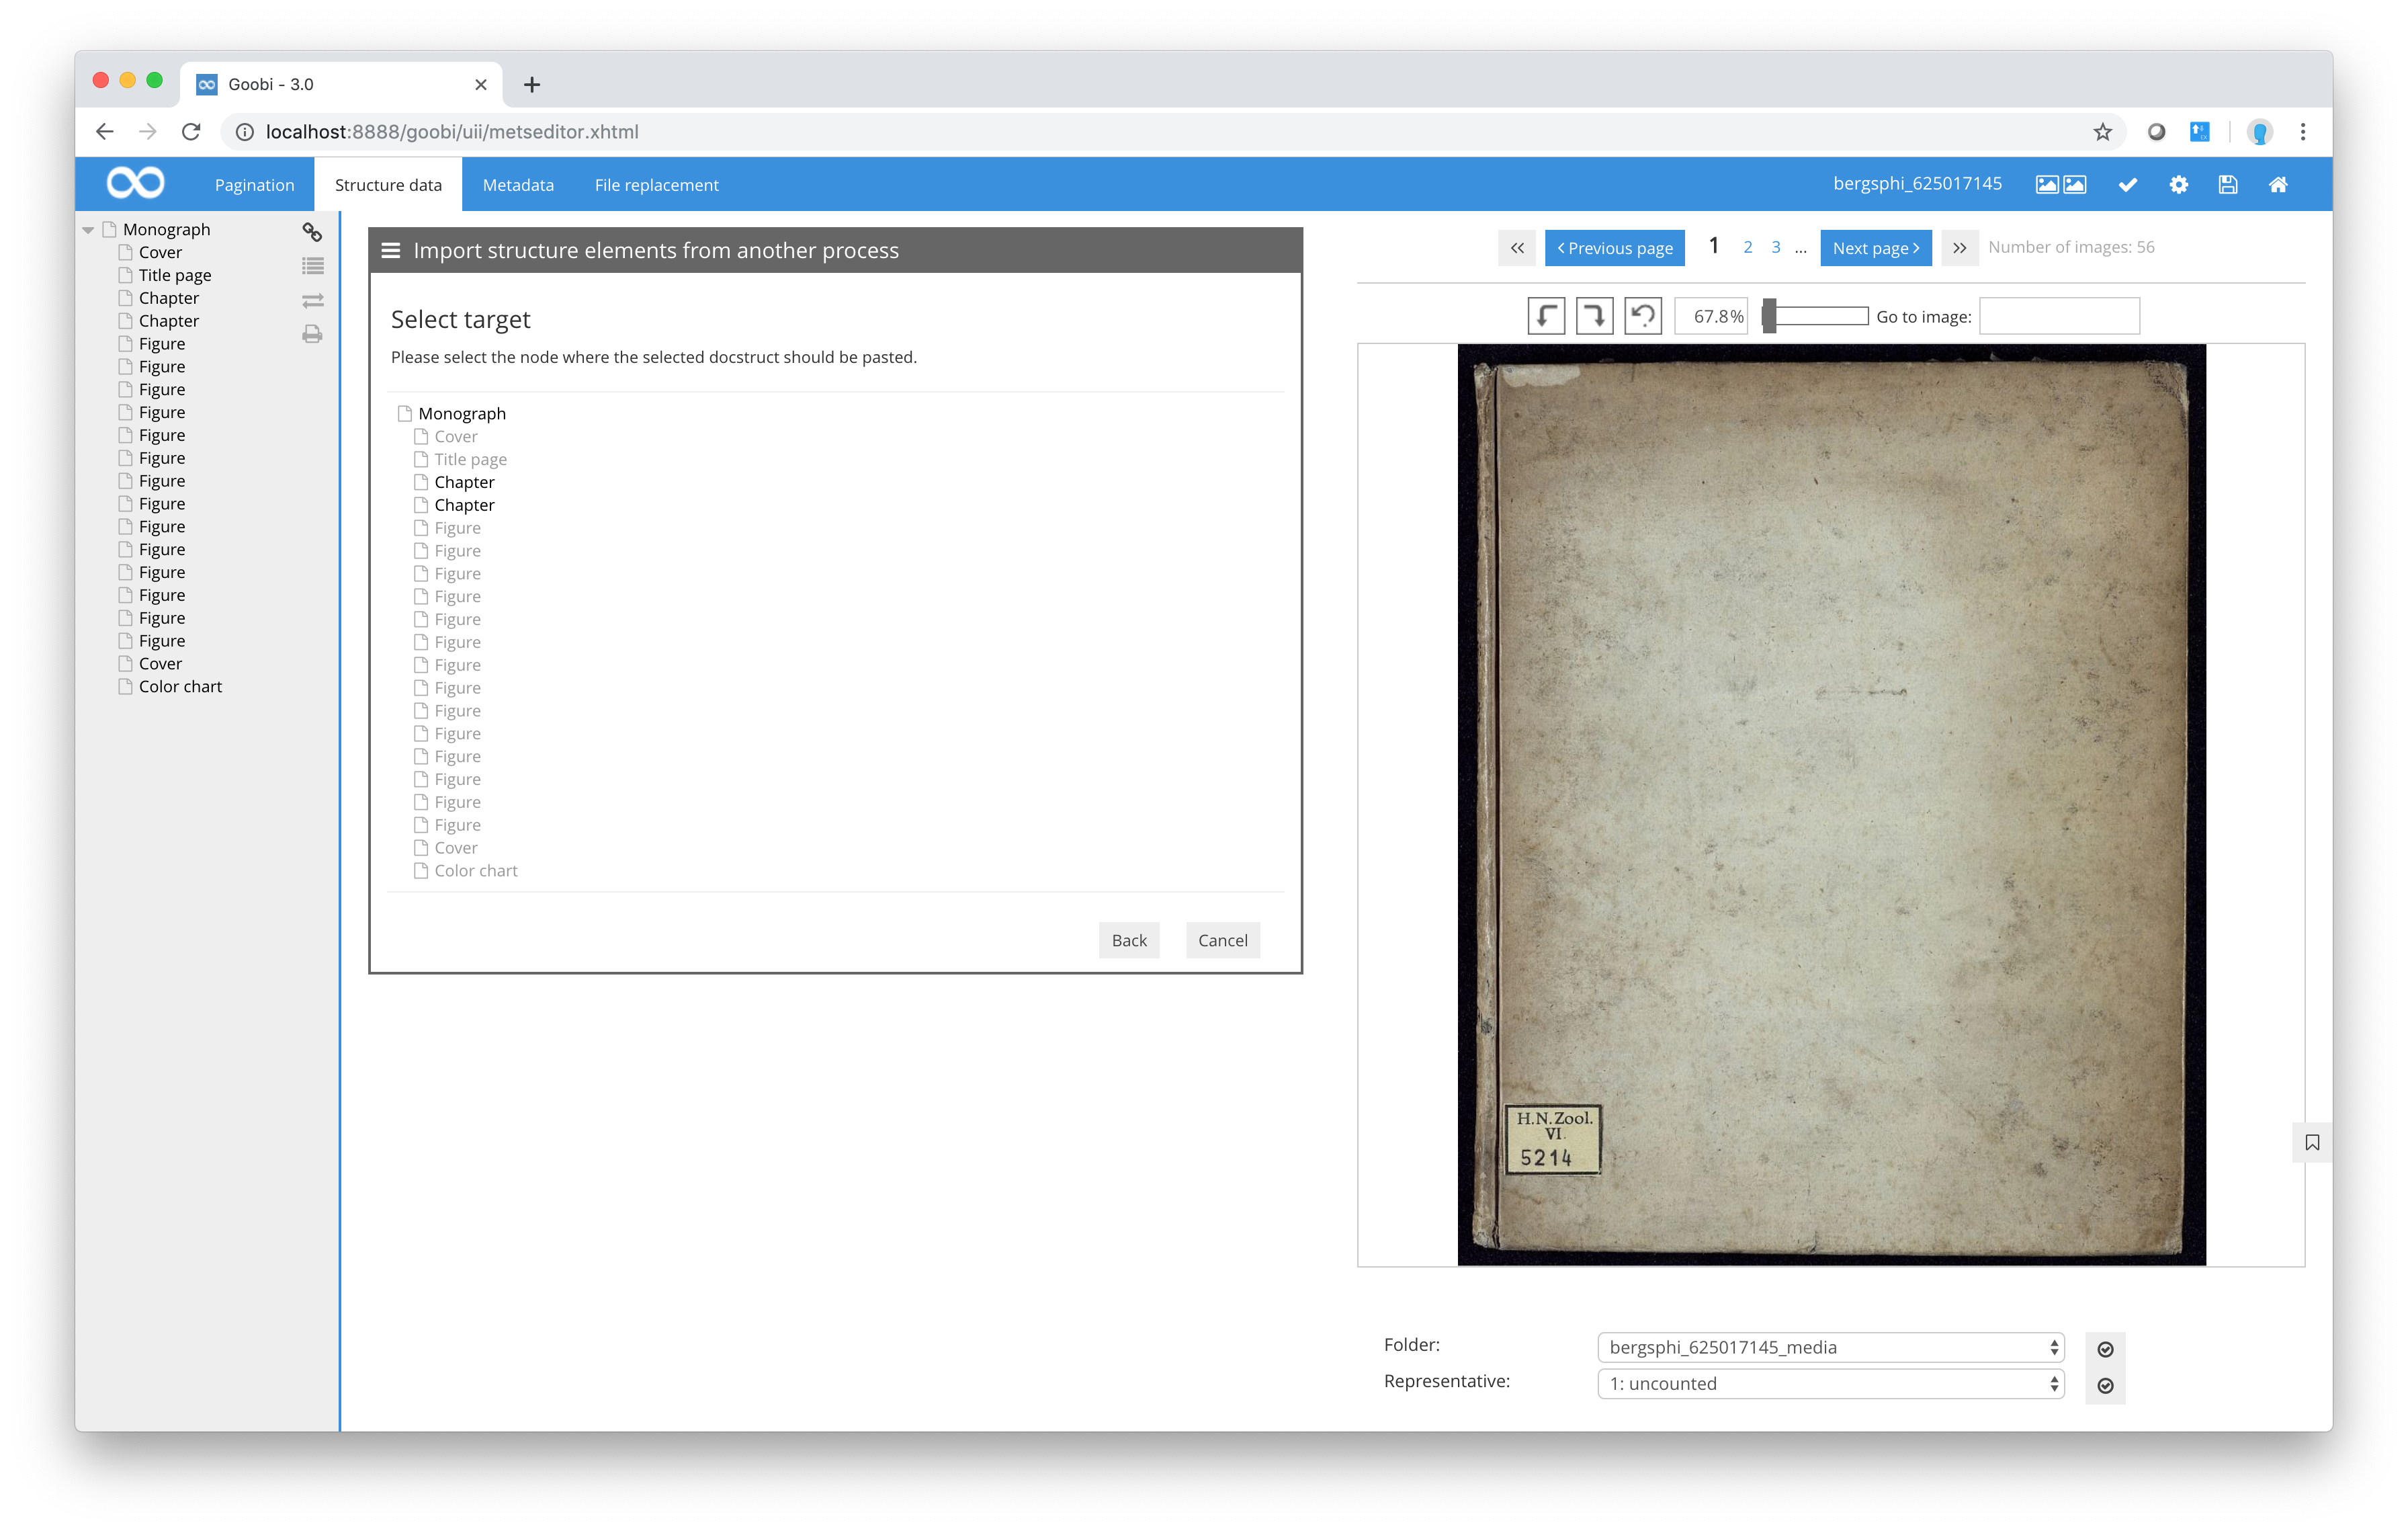 Goobi - 3.0
localhost:8888/goobi/uii/metseditor.xhtml
Pagination
Structure data
Metadata
File replacement
bergsphi_625017145
Monograph
Cover
Title page
Chapter
Chapter
Figure
Figure
Figure
Figure
Figure
Figure
Figure
Figure
Figure
Figure
Figure
Figure
Figure
Figure
Cover
Color chart
Import structure elements from another process
Select target
Please select the node where the selected docstruct should be pasted.
Monograph
Cover
Title page
Chapter
Chapter
Figure
Figure
Figure
Figure
Figure
Figure
Figure
Figure
Figure
Figure
Figure
Figure
Figure
Figure
Cover
Color chart
Back
Cancel
« ‹ Previous page 1 2 3 ... Next page › » Number of images: 56
67.8% Go to image:
H.N.Zool.
VI.
5214
Folder: bergsphi_625017145_media
Representative: 1: uncounted